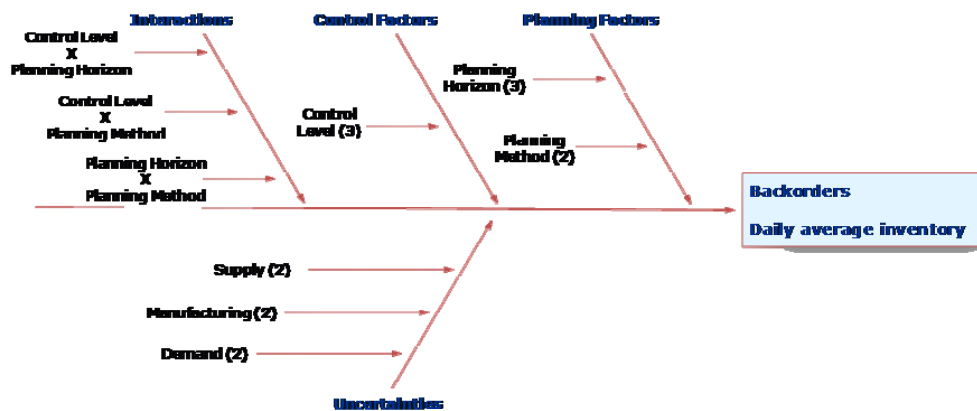 Interactions
Control Factors
Planning Factors
Control Level
X
Planning Horizon
Control Level
X
Planning Method
Planning Horizon
X
Planning Method
Control
Level (3)
Planning
Horizon (3)
Planning
Method (2)
Backorders
Daily average inventory
Supply (2)
Manufacturing (2)
Demand (2)
Uncertainties